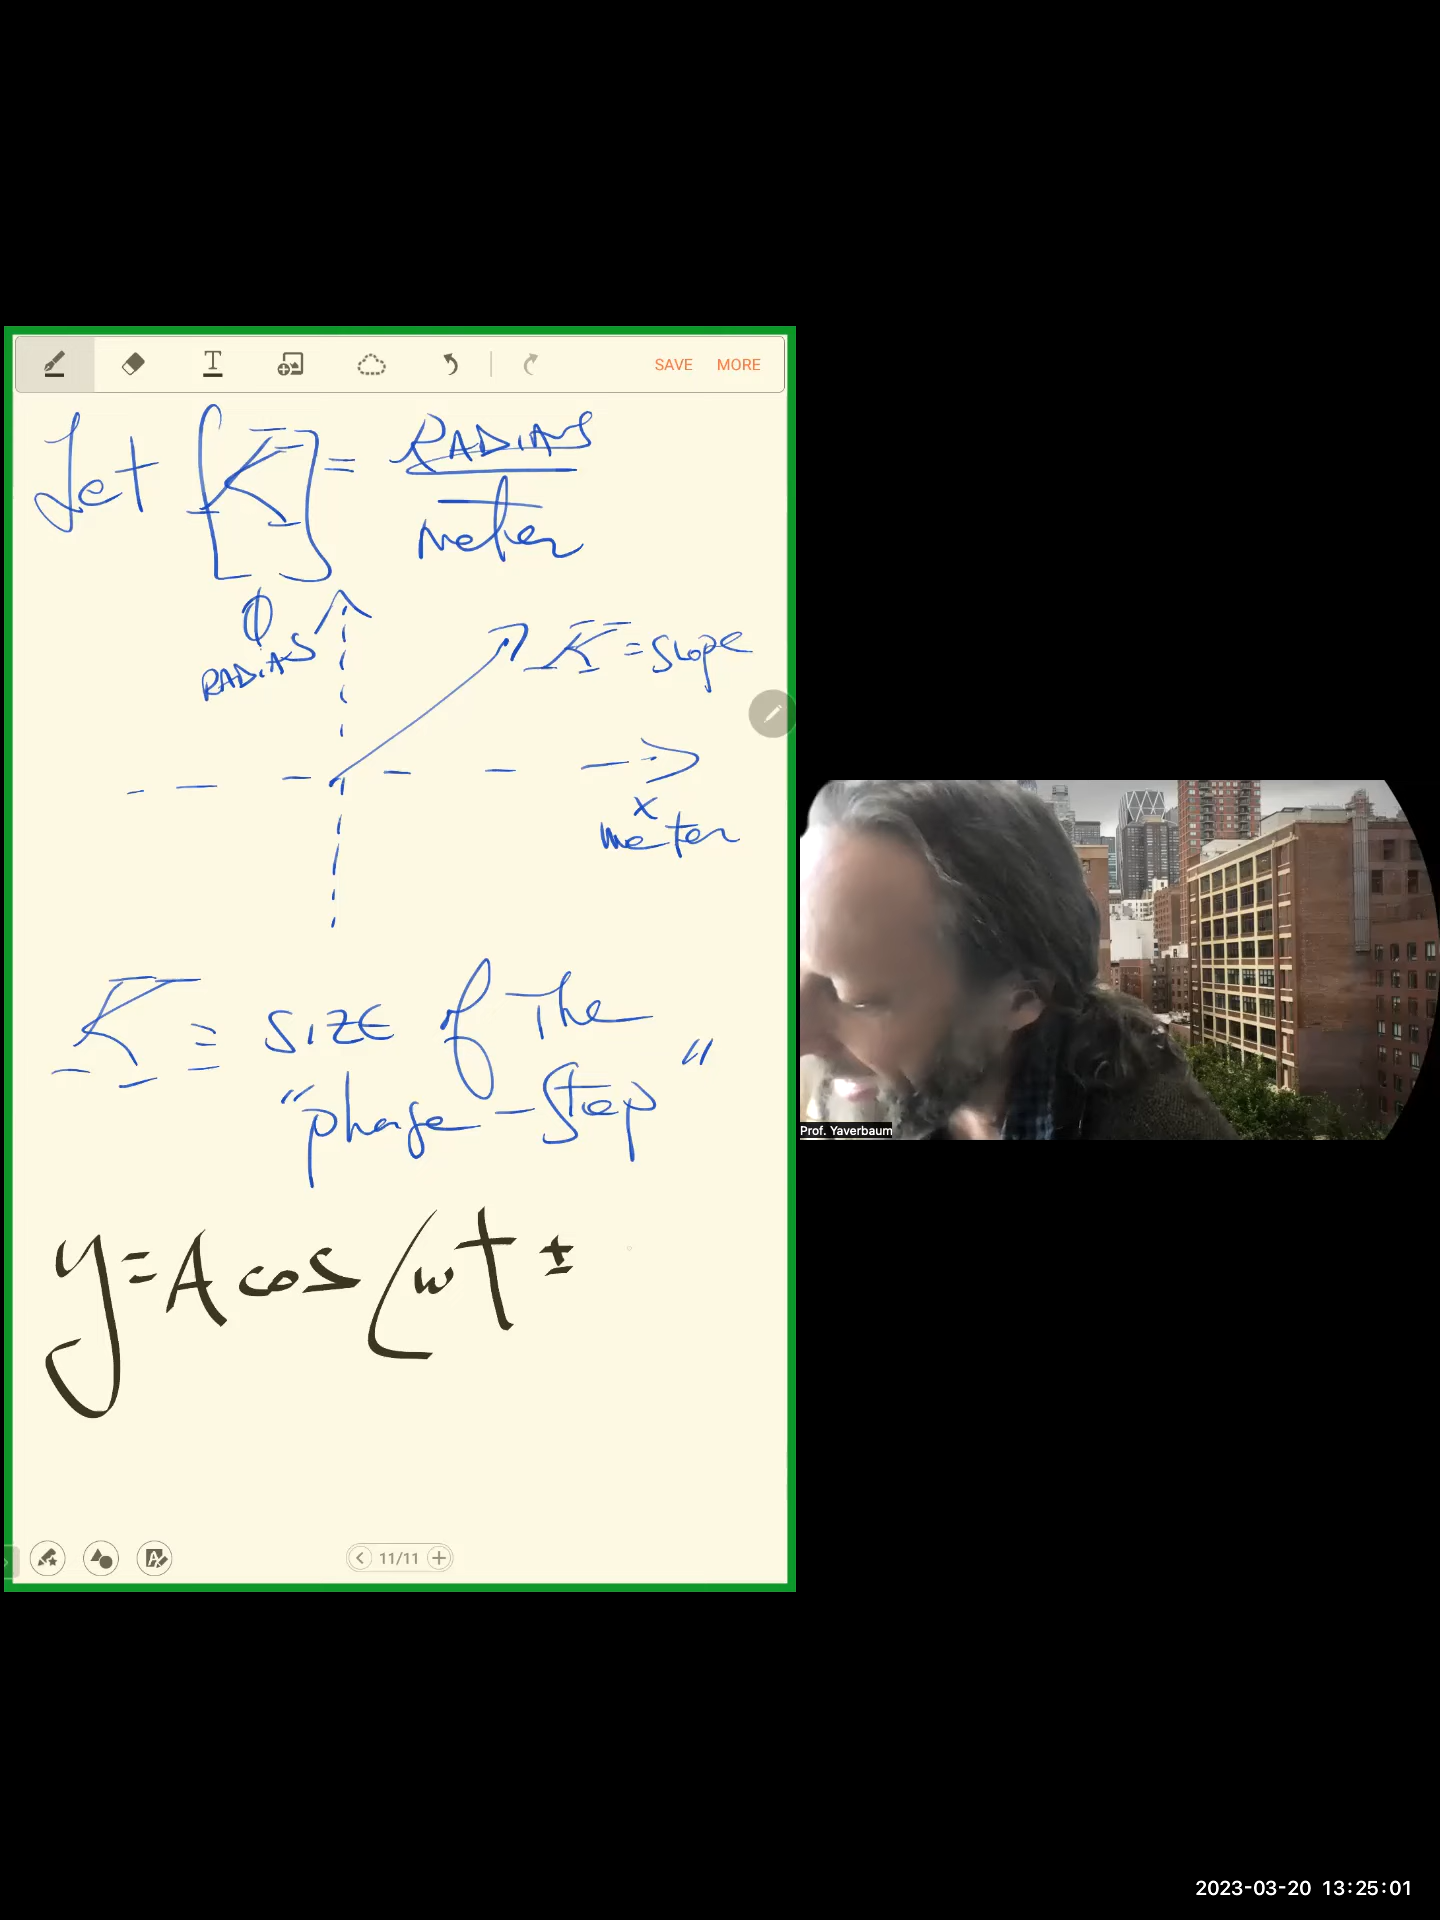 T
SAVE MORE
Let [K] = RADIANS
meter
Φ
RADIANS
K = slope
x
meter
K ≡ SIZE of The
"phase-Step"
y = A cos (ωt ±
11/11
Prof. Yaverbaum
2023-03-20 13:25:01